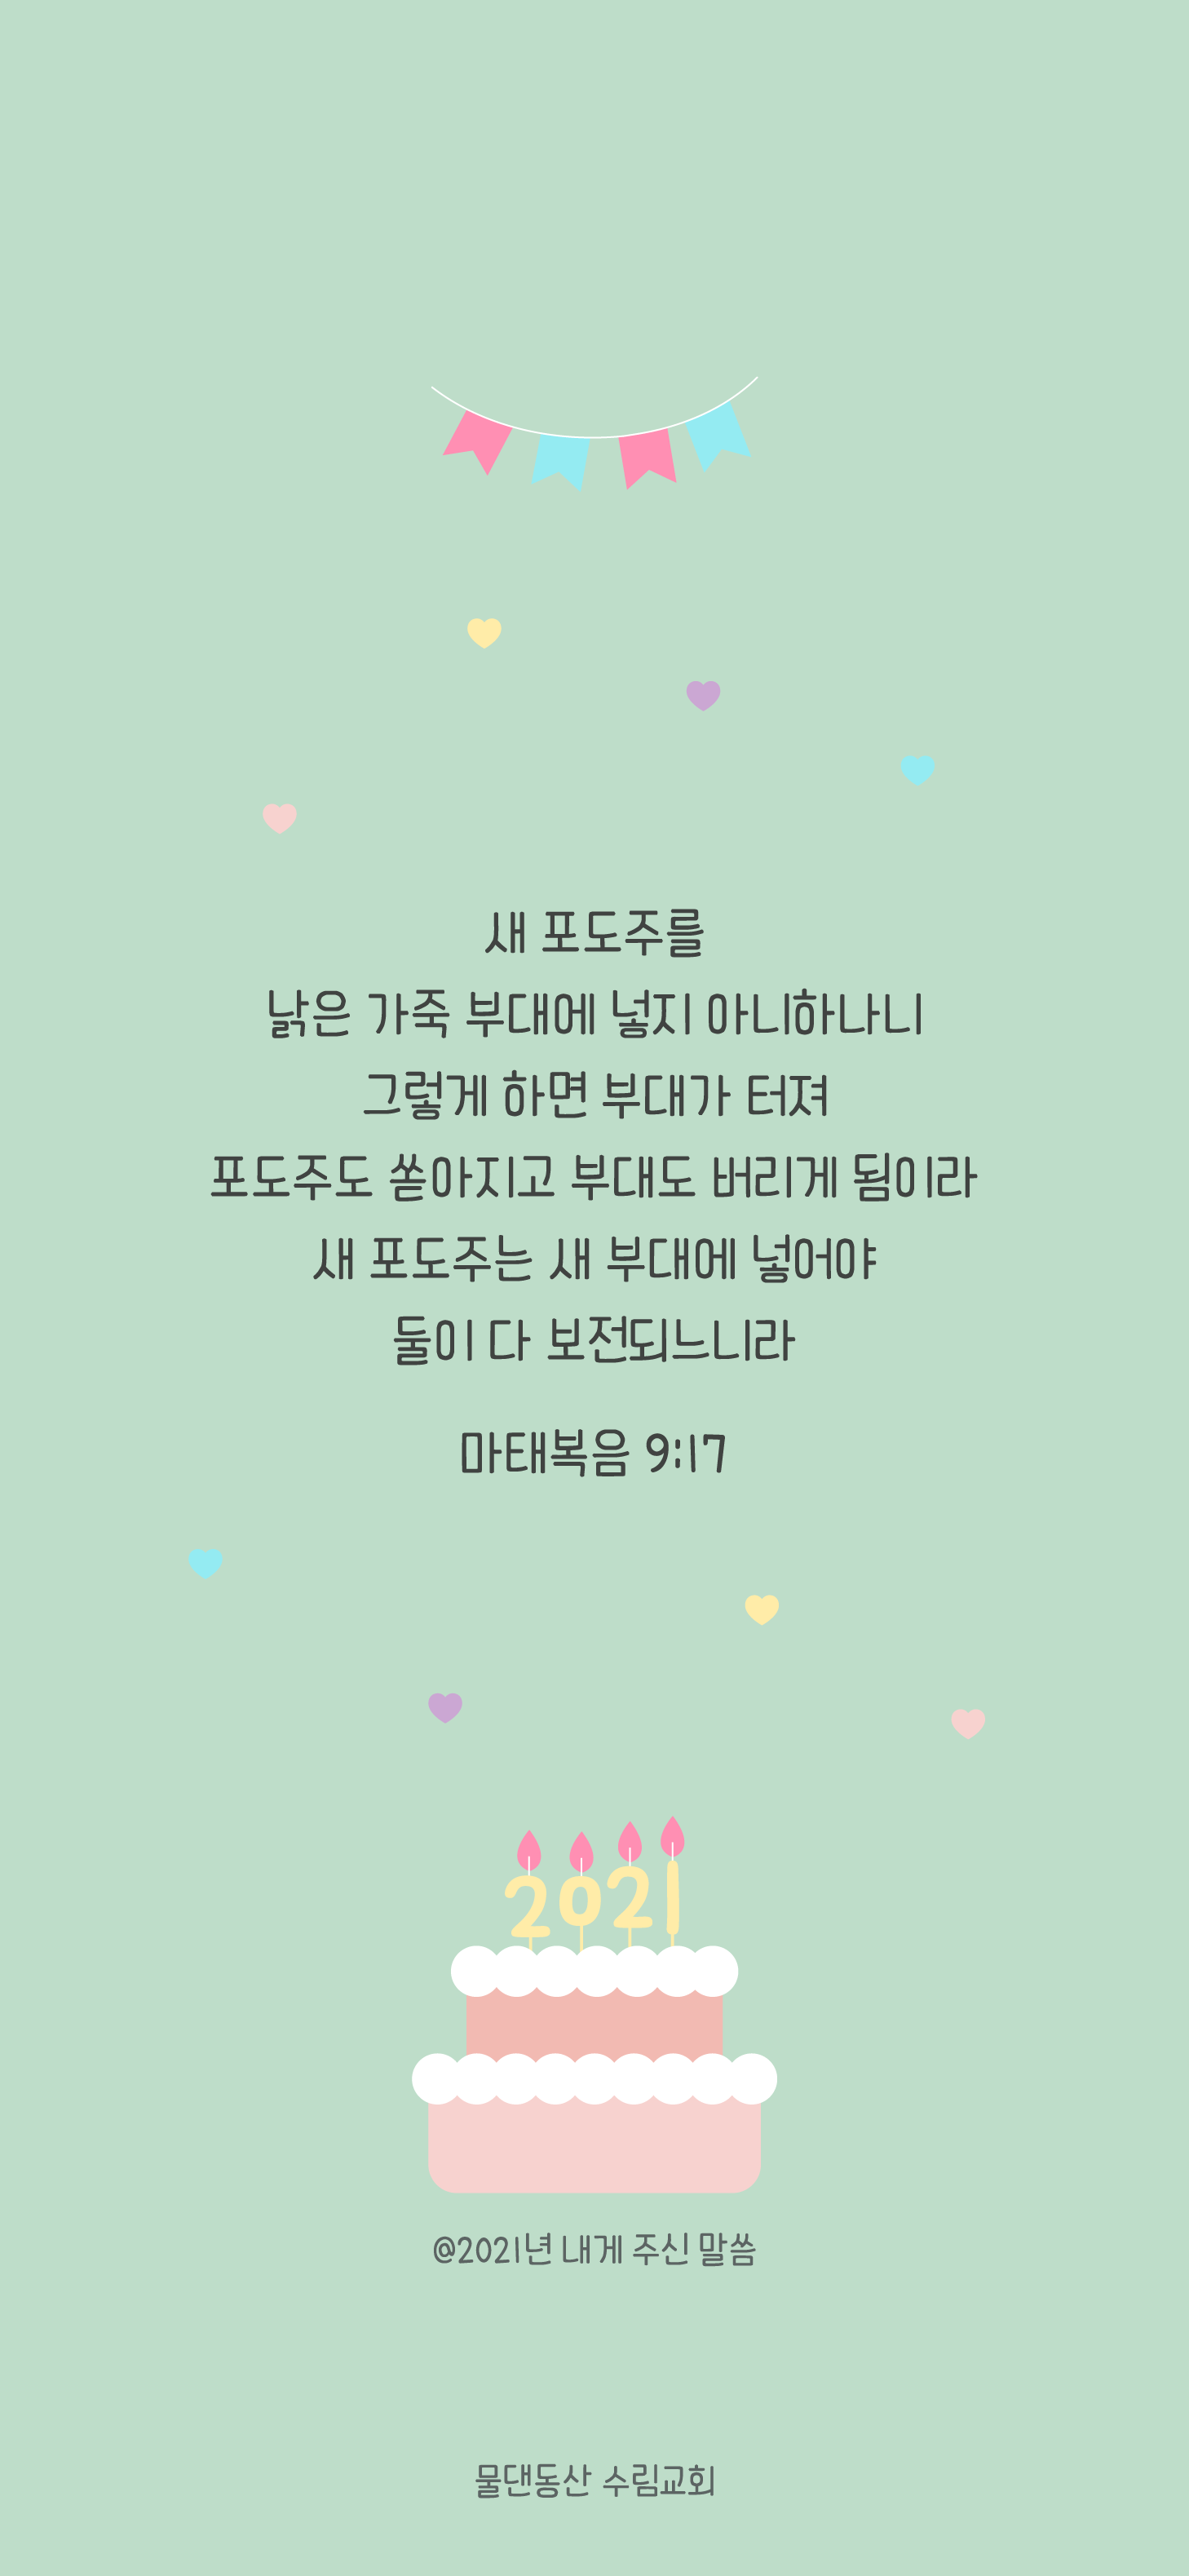 새 포도주를
낡은 가죽 부대에 넣지 아니하나니
그렇게 하면 부대가 터져
포도주도 쏟아지고 부대도 버리게 됨이라
새 포도주는 새 부대에 넣어야
둘이 다 보전되느니라
마태복음 9:17
2021
@2021년 내게 주신 말씀
물댄동산 수림교회